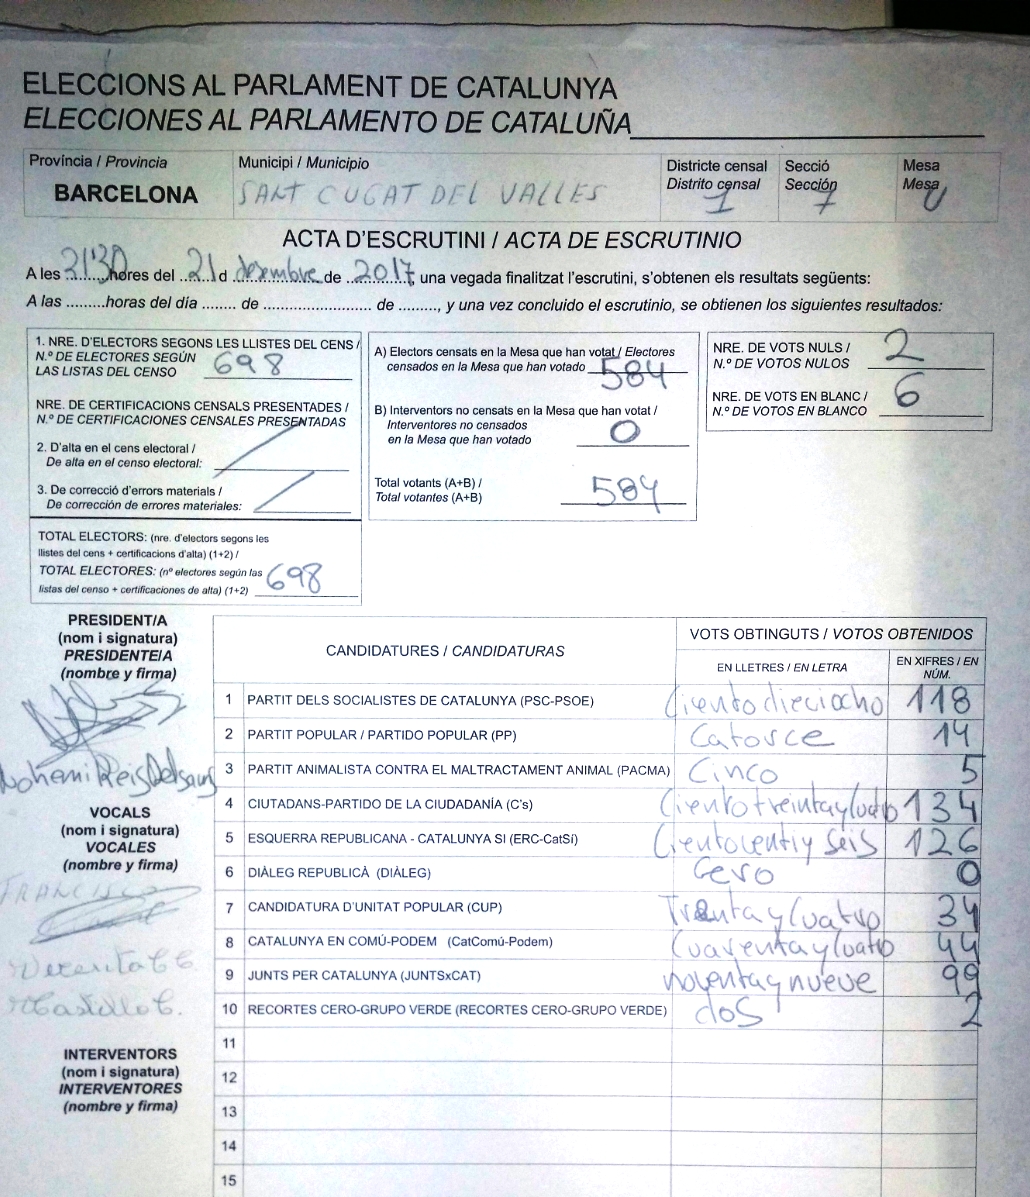 ELECCIONS AL PARLAMENT DE CATALUNYA
ELECCIONES AL PARLAMENTO DE CATALUÑA
Província / Provincia
BARCELONA
Municipi / Municipio
SANT CUGAT DEL VALLES
Districte censal
Distrito censal
1
Secció
Sección
7
Mesa
Mesa
U
ACTA D'ESCRUTINI / ACTA DE ESCRUTINIO
A les 21'30 hores del 21 d desembre de 2017, una vegada finalitzat l'escrutini, s'obtenen els resultats següents:
A las .........horas del día ........ de ......................... de ........., y una vez concluido el escrutinio, se obtienen los siguientes resultados:
1. NRE. D'ELECTORS SEGONS LES LLISTES DEL CENS /
N.º DE ELECTORES SEGÚN
LAS LISTAS DEL CENSO 698
NRE. DE CERTIFICACIONS CENSALS PRESENTADES /
N.º DE CERTIFICACIONES CENSALES PRESENTADAS
2. D'alta en el cens electoral /
De alta en el censo electoral:
3. De correcció d'errors materials /
De corrección de errores materiales:
TOTAL ELECTORS: (nre. d'electors segons les
llistes del cens + certificacions d'alta) (1+2) /
TOTAL ELECTORES: (nº electores según las
listas del censo + certificaciones de alta) (1+2) 698
A) Electors censats en la Mesa que han votat / Electores
censados en la Mesa que han votado 584
B) Interventors no censats en la Mesa que han votat /
Interventores no censados
en la Mesa que han votado 0
Total votants (A+B) /
Total votantes (A+B) 584
NRE. DE VOTS NULS /
N.º DE VOTOS NULOS 2
NRE. DE VOTS EN BLANC /
N.º DE VOTOS EN BLANCO 6
PRESIDENT/A
(nom i signatura)
PRESIDENTE/A
(nombre y firma)
VOCALS
(nom i signatura)
VOCALES
(nombre y firma)
FRANCISCO
INTERVENTORS
(nom i signatura)
INTERVENTORES
(nombre y firma)
CANDIDATURES / CANDIDATURAS
VOTS OBTINGUTS / VOTOS OBTENIDOS
EN LLETRES / EN LETRA
EN XIFRES / EN
NÚM.
1 PARTIT DELS SOCIALISTES DE CATALUNYA (PSC-PSOE) Ciento dieciocho 118
2 PARTIT POPULAR / PARTIDO POPULAR (PP) Catorce 14
3 PARTIT ANIMALISTA CONTRA EL MALTRACTAMENT ANIMAL (PACMA) Cinco 5
4 CIUTADANS-PARTIDO DE LA CIUDADANÍA (C's) Ciento treinta y cuatro 134
5 ESQUERRA REPUBLICANA - CATALUNYA SI (ERC-CatSí) Ciento venti y seis 126
6 DIÀLEG REPUBLICÀ (DIÀLEG) Cero 0
7 CANDIDATURA D'UNITAT POPULAR (CUP) Trenta y Cuatro 34
8 CATALUNYA EN COMÚ-PODEM (CatComú-Podem) Cuarenta y Cuatro 44
9 JUNTS PER CATALUNYA (JUNTSxCAT) noventa y nueve 99
10 RECORTES CERO-GRUPO VERDE (RECORTES CERO-GRUPO VERDE) doS 2
11
12
13
14
15